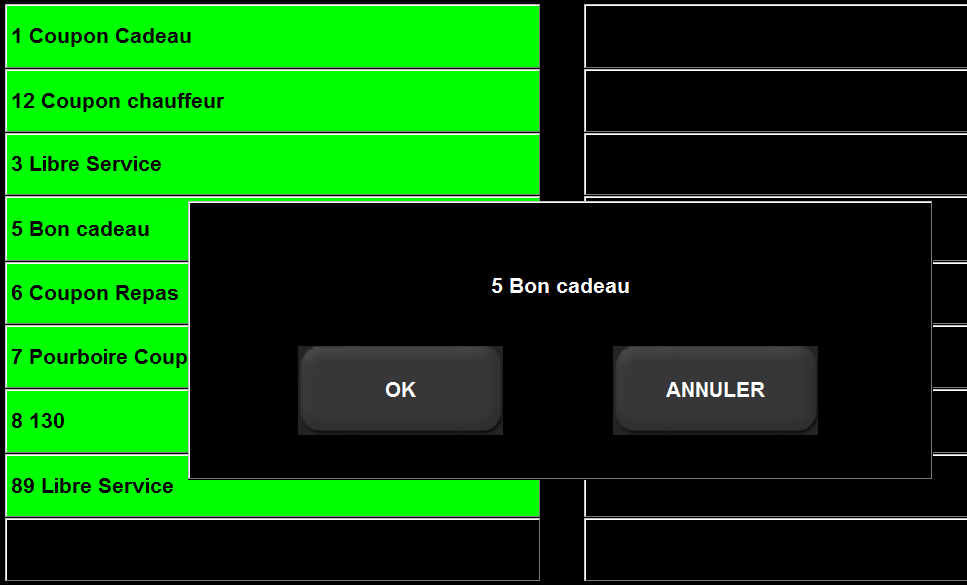 1 Coupon Cadeau
12 Coupon chauffeur
3 Libre Service
5 Bon cadeau
6 Coupon Repas
7 Pourboire Coup
8 130
89 Libre Service
5 Bon cadeau
OK
ANNULER